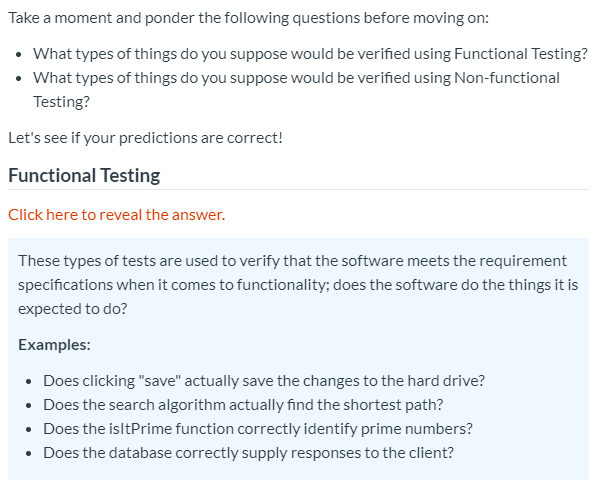 Take a moment and ponder the following questions before moving on:
• What types of things do you suppose would be verified using Functional Testing?
• What types of things do you suppose would be verified using Non-functional
Testing?
Let's see if your predictions are correct!
Functional Testing
Click here to reveal the answer.
These types of tests are used to verify that the software meets the requirement
specifications when it comes to functionality; does the software do the things it is
expected to do?
Examples:
• Does clicking "save" actually save the changes to the hard drive?
• Does the search algorithm actually find the shortest path?
• Does the isItPrime function correctly identify prime numbers?
• Does the database correctly supply responses to the client?